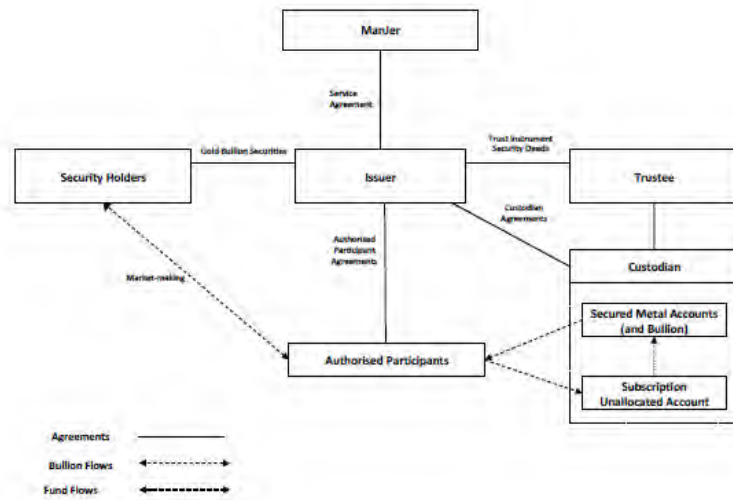 ManJer
Service
Agreement
Gold Bullion Securities
Trust Instrument
Security Deeds
Security Holders
Issuer
Trustee
Custodian
Agreements
Authorised
Participant
Agreements
Market-making
Custodian
Secured Metal Accounts
(and Bullion)
Authorised Participants
Subscription
Unallocated Account
Agreements
Bullion Flows
Fund Flows